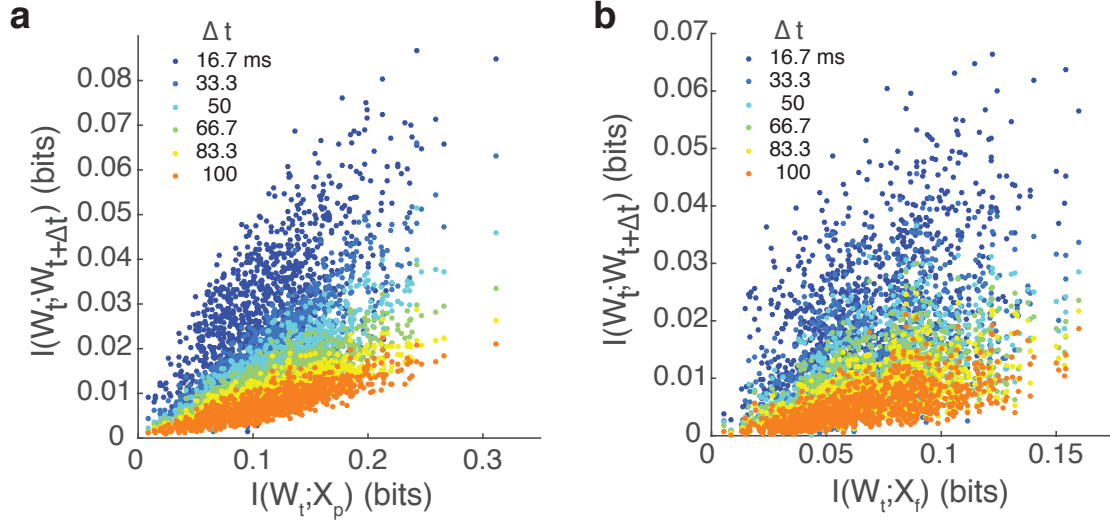 a
Δ t
16.7 ms
33.3
50
66.7
83.3
100
0.08
0.07
0.06
0.05
0.04
0.03
0.02
0.01
0
I(W_t;W_{t+Δt}) (bits)
0 0.1 0.2 0.3
I(W_t;X_p) (bits)
b
Δ t
16.7 ms
33.3
50
66.7
83.3
100
0.07
0.06
0.05
0.04
0.03
0.02
0.01
0
I(W_t;W_{t+Δt}) (bits)
0 0.05 0.1 0.15
I(W_t;X_f) (bits)